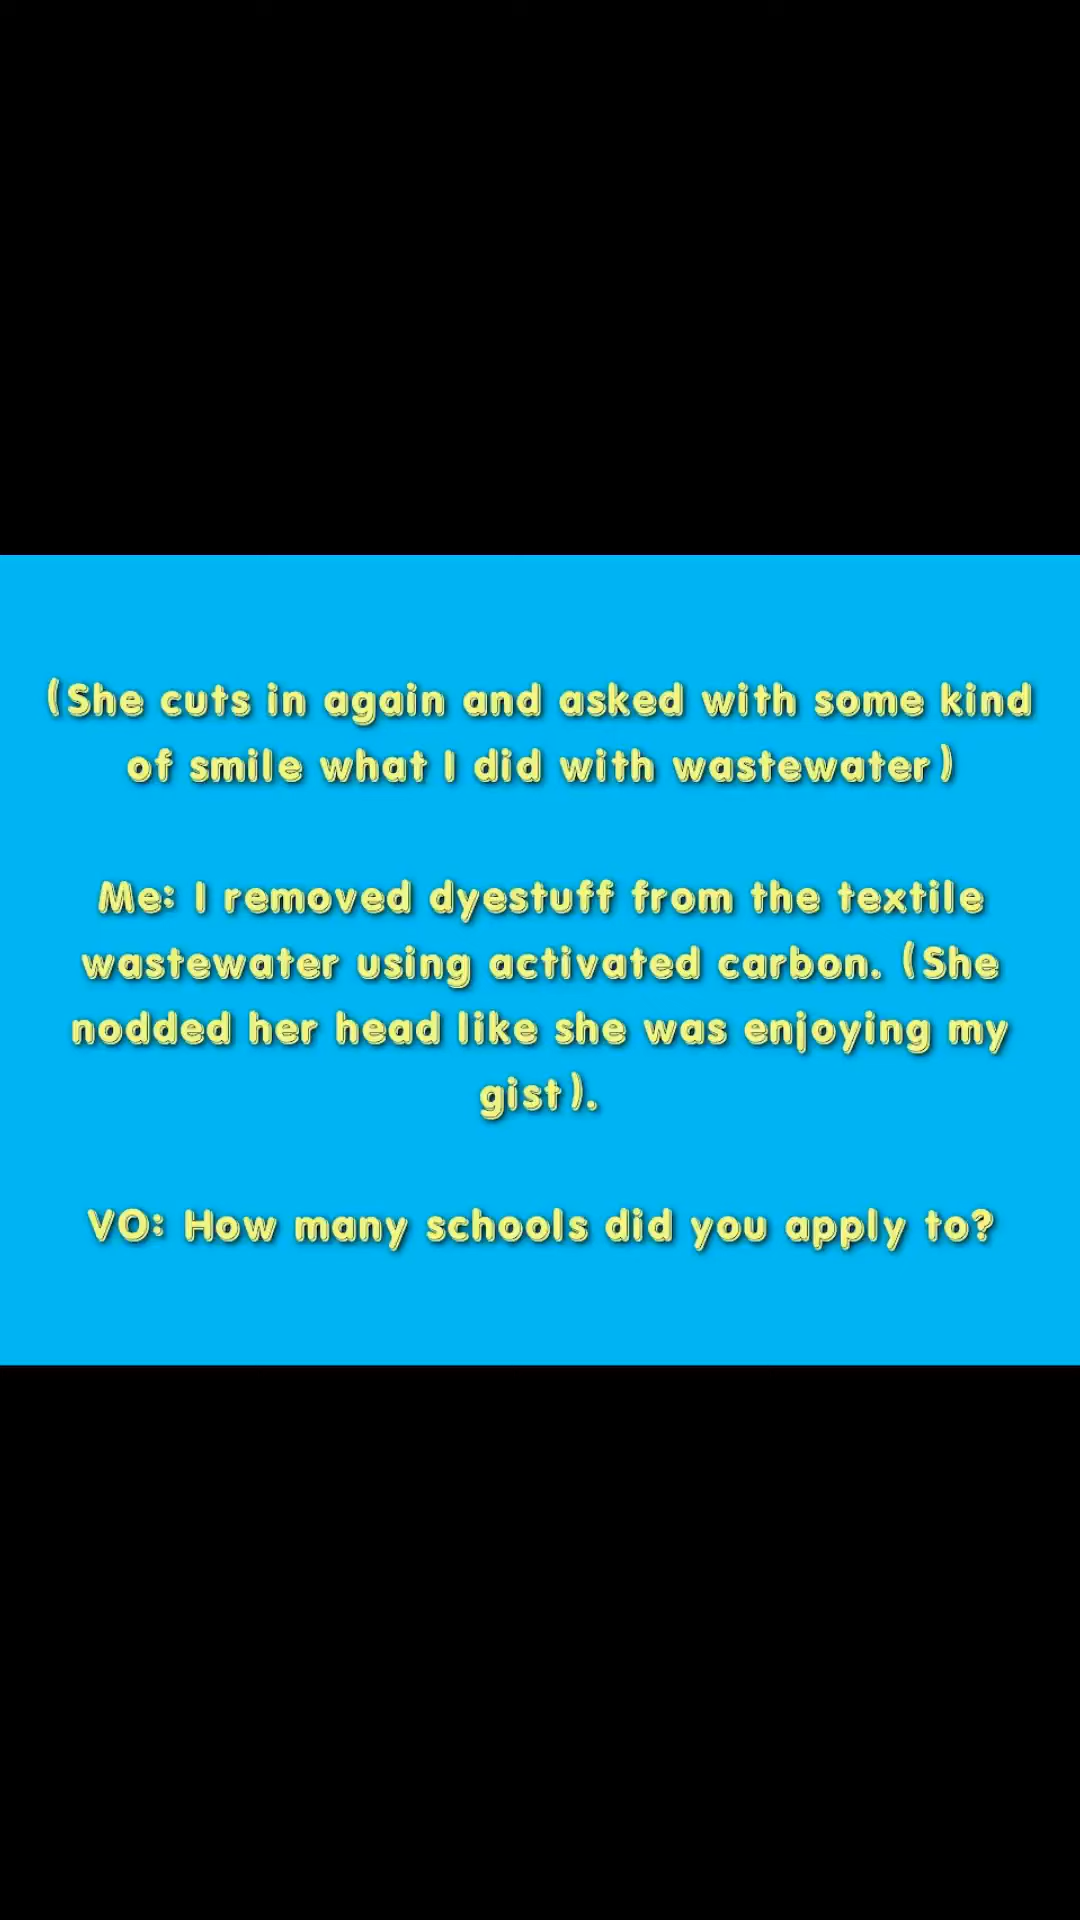 (She cuts in again and asked with some kind
of smile what I did with wastewater)
Me: I removed dyestuff from the textile
wastewater using activated carbon. (She
nodded her head like she was enjoying my
gist).
VO: How many schools did you apply to?